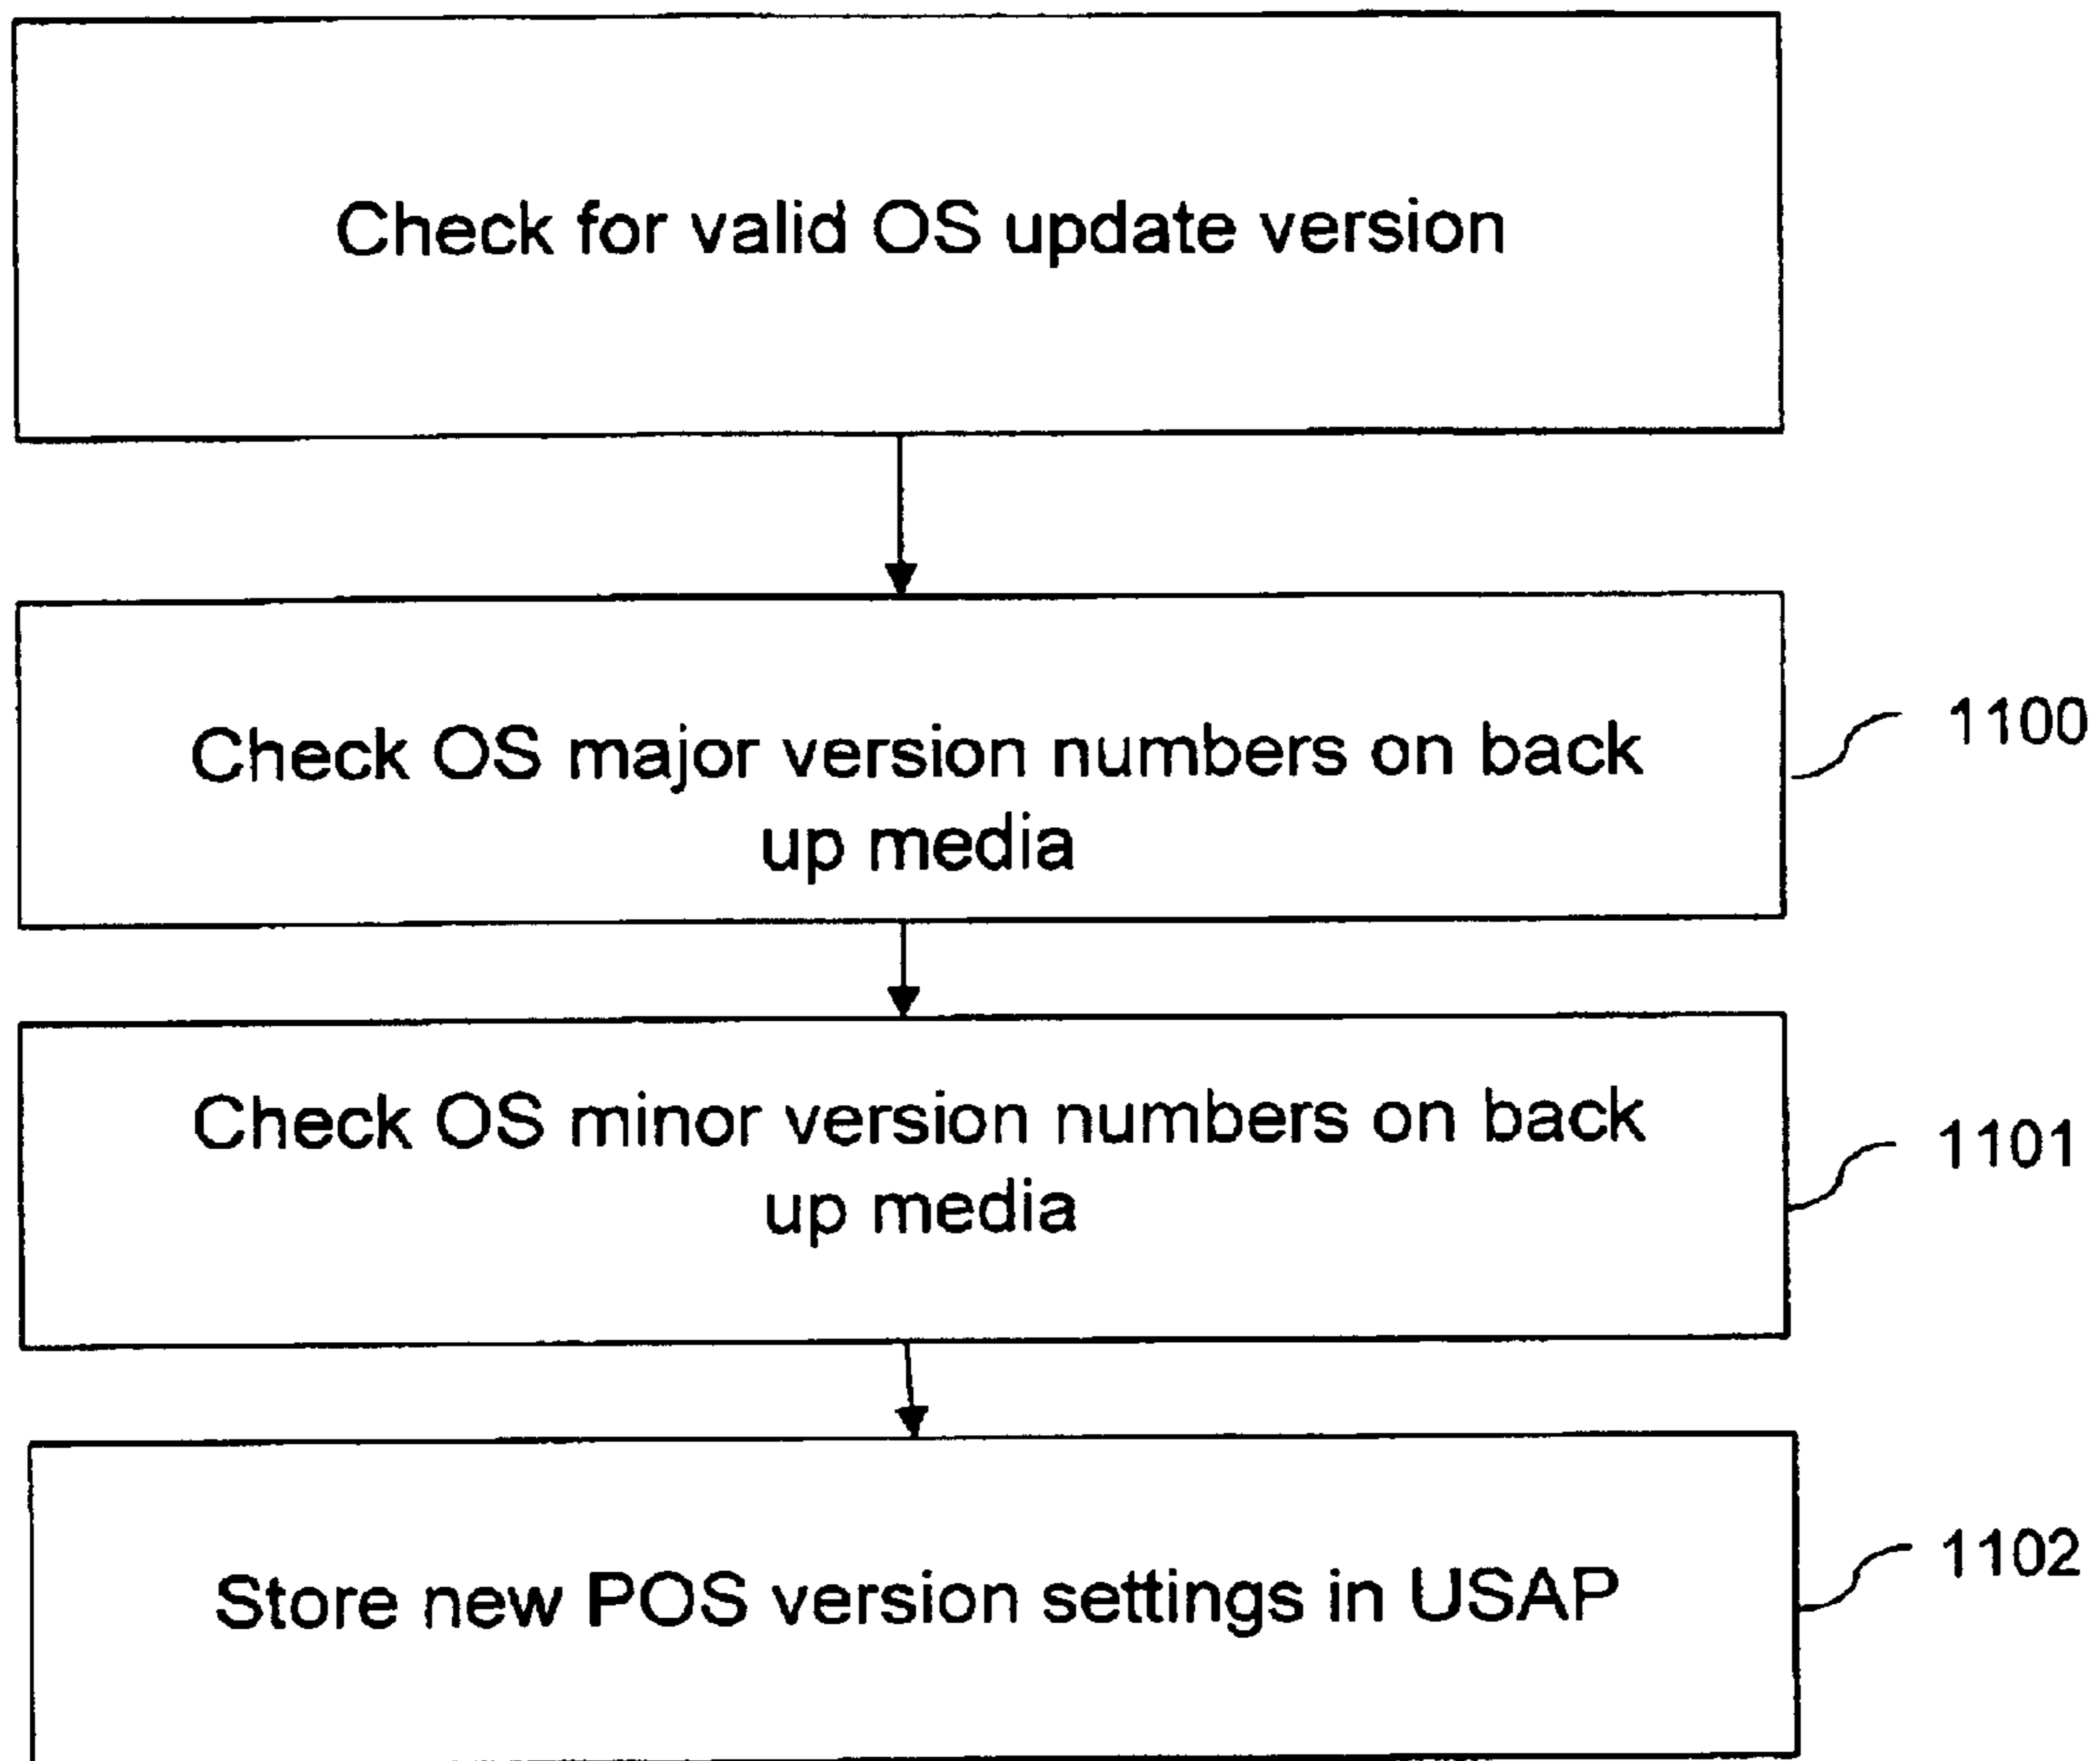 Check for valid OS update version
Check OS major version numbers on back
up media
1100
Check OS minor version numbers on back
up media
1101
Store new POS version settings in USAP
1102